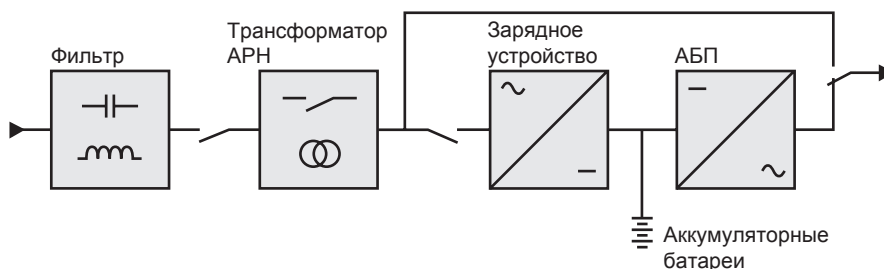 Фильтр
Трансформатор
АРН
Зарядное
устройство
АБП
Аккумуляторные
батареи